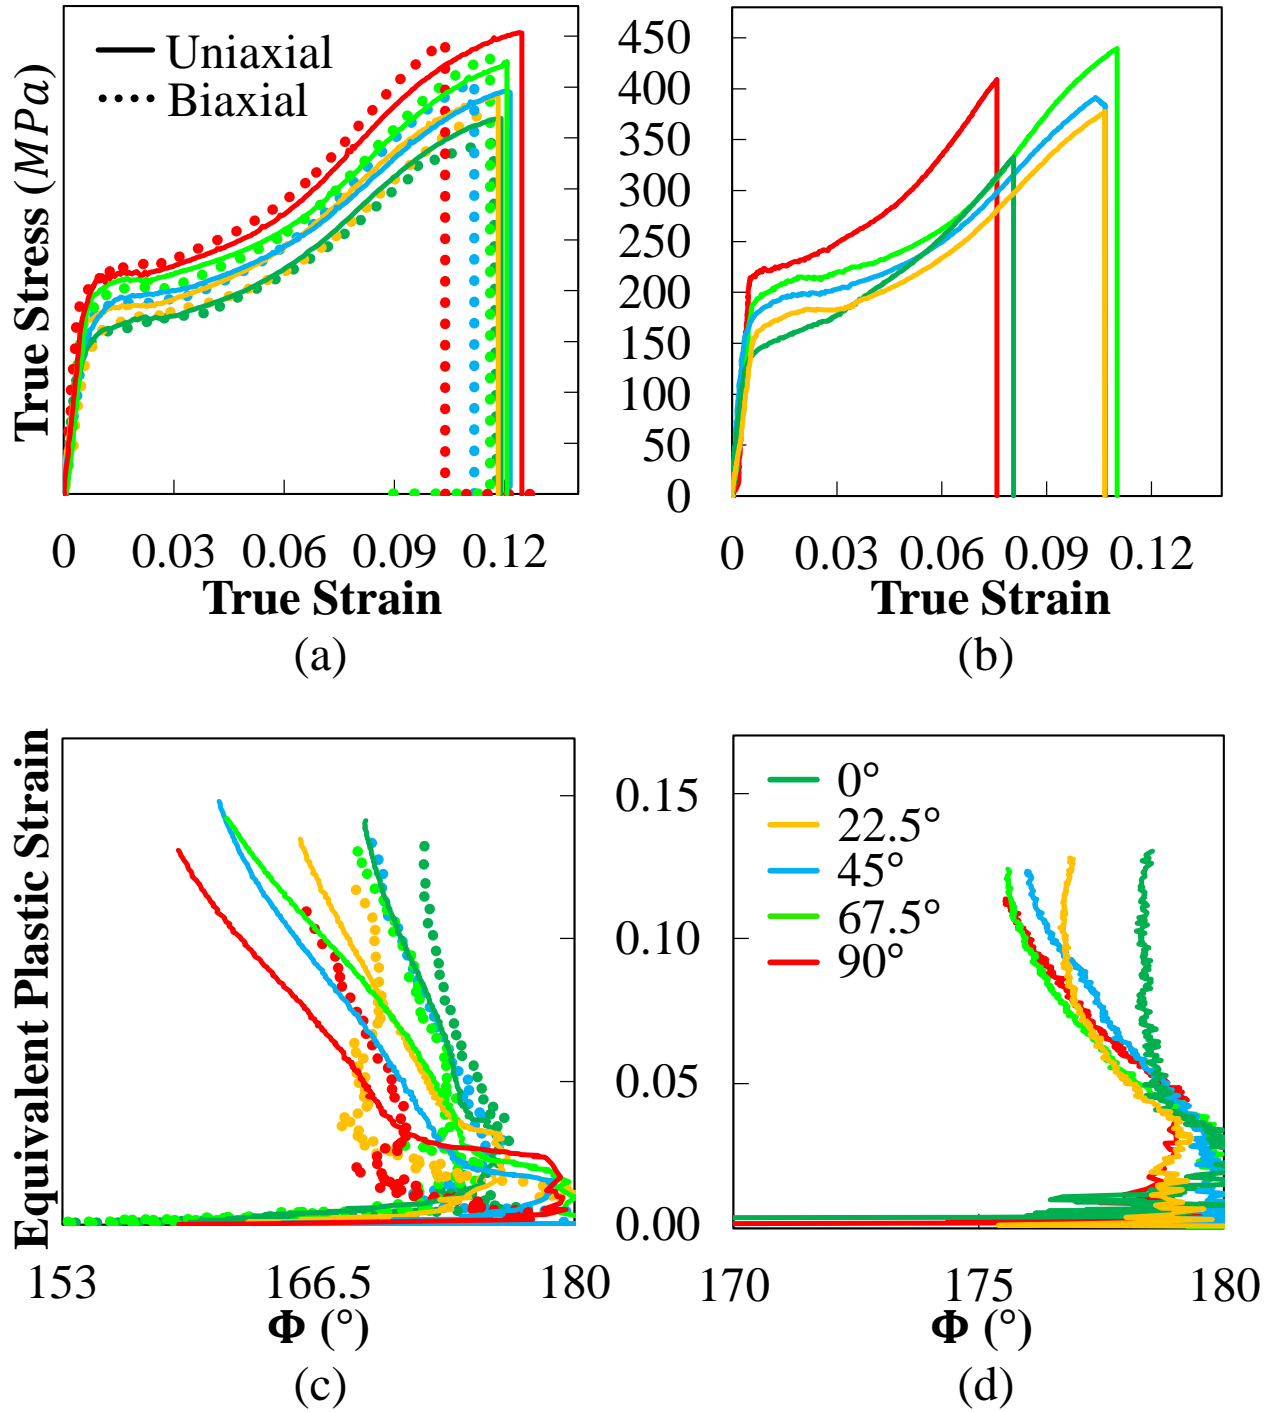 Uniaxial
Biaxial
True Stress (MPa)
0 0.03 0.06 0.09 0.12
True Strain
(a)
450
400
350
300
250
200
150
100
50
0
0 0.03 0.06 0.09 0.12
True Strain
(b)
Equivalent Plastic Strain
153 166.5 180
Φ (°)
(c)
0.15
0.10
0.05
0.00
0°
22.5°
45°
67.5°
90°
170 175 180
Φ (°)
(d)